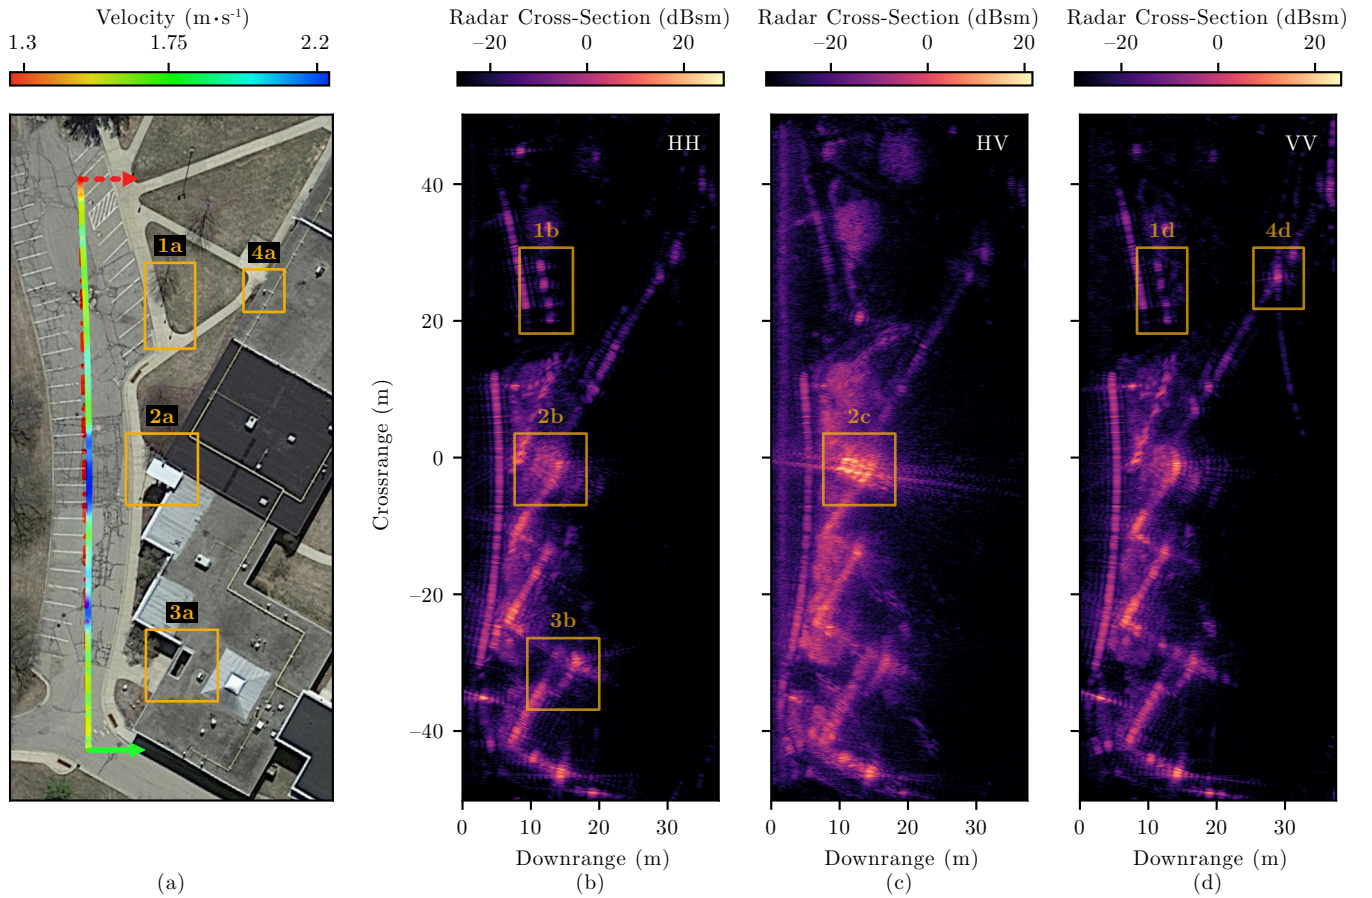 Velocity (m·s⁻¹)
1.3 1.75 2.2
Radar Cross-Section (dBsm)
−20 0 20
Radar Cross-Section (dBsm)
−20 0 20
Radar Cross-Section (dBsm)
−20 0 20
1a
4a
2a
3a
(a)
HH
1b
2b
3b
40
20
0
−20
−40
Crossrange (m)
0 10 20 30
Downrange (m)
(b)
HV
2c
0 10 20 30
Downrange (m)
(c)
VV
1d 4d
0 10 20 30
Downrange (m)
(d)